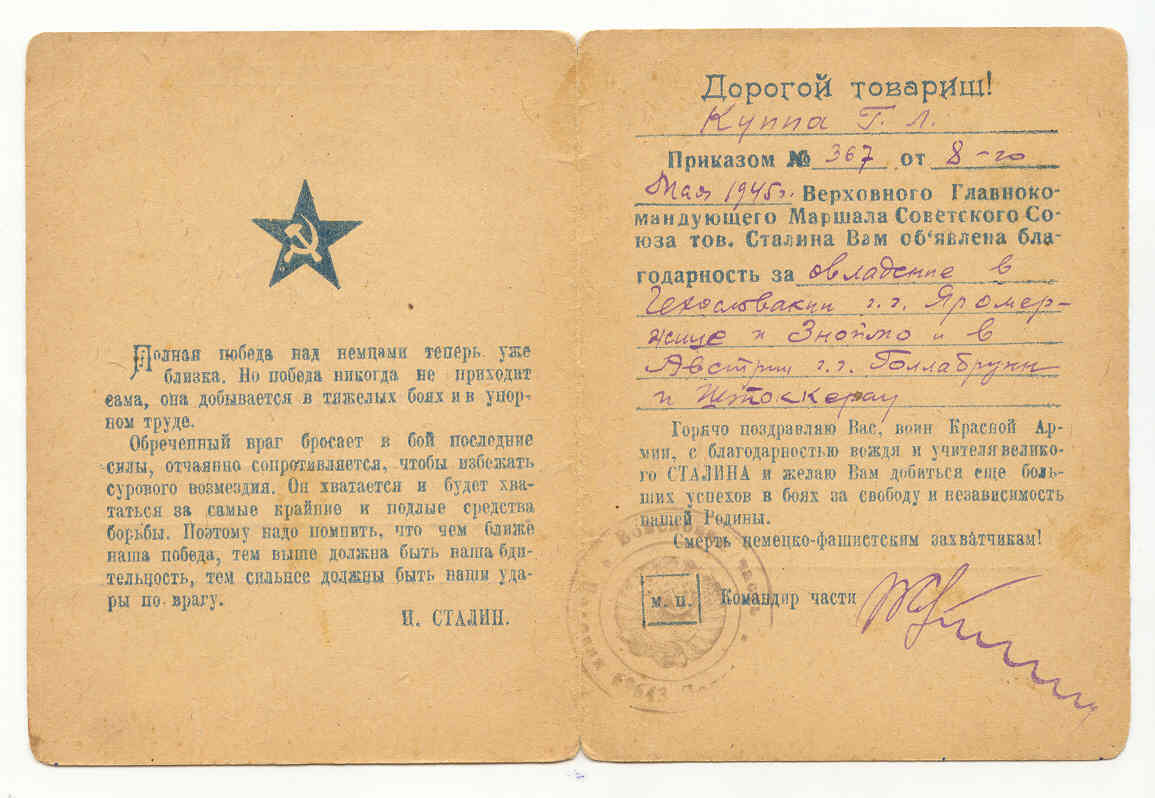 Полная победа над немцами теперь уже
близка. Но победа никогда не приходит
сама, она добывается в тяжелых боях и в упор-
ном труде.
Обреченный враг бросает в бой последние
силы, отчаянно сопротивляется, чтобы избежать
сурового возмездия. Он хватается и будет хва-
таться за самые крайние и подлые средства
борьбы. Поэтому надо помнить, что чем ближе
наша победа, тем выше должна быть наша бди-
тельность, тем сильнее должны быть наши уда-
ры по врагу.
И. СТАЛИН.
Дорогой товарищ!
Куппа Г. Л.
Приказом № 367 от 8-го
Мая 1945г. Верховного Главноко-
мандующего Маршала Советского Со-
юза тов. Сталина Вам об‘явлена бла-
годарность за овладение в
Чехословакии г.г. Яромер-
жице и Зноймо и в
Австрии г.г. Голлабрунн
и Штоккерау
Горячо поздравляю Вас, воин Красной Ар-
мии, с благодарностью вождя и учителя велико-
го СТАЛИНА и желаю Вам добиться еще боль-
ших успехов в боях за свободу и независимость
нашей Родины.
Смерть немецко-фашистским захватчикам!
м. п. Командир части